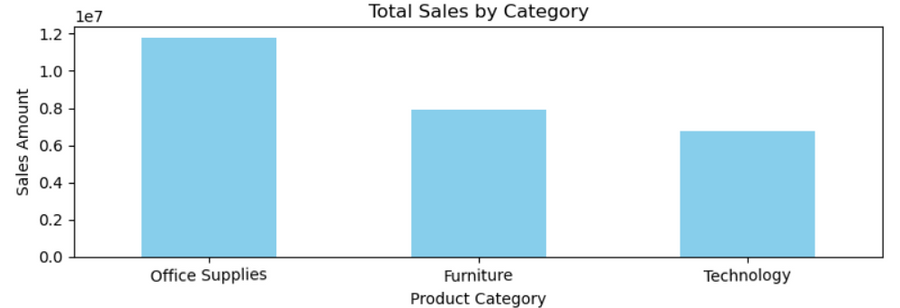 Total Sales by Category
1e7
1.2
1.0
0.8
0.6
0.4
0.2
0.0
Sales Amount
Office Supplies Furniture Technology
Product Category